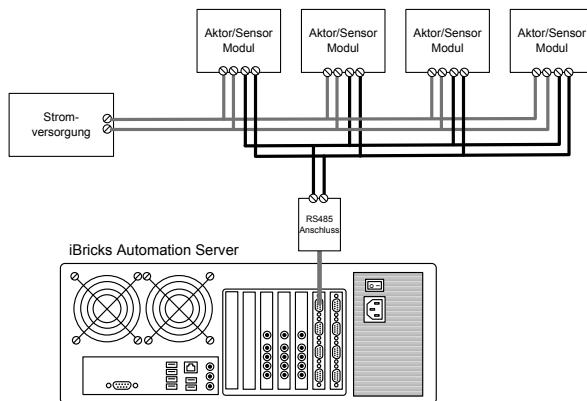 Aktor/Sensor
Modul
Aktor/Sensor
Modul
Aktor/Sensor
Modul
Aktor/Sensor
Modul
Strom-
versorgung
RS485
Anschluss
iBricks Automation Server